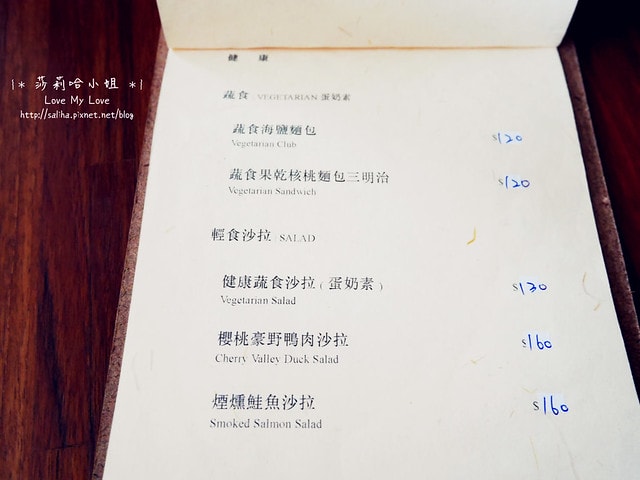 |* 莎莉哈小姐 *|
Love My Love
http://saliha.pixnet.net/blog
健 康
蔬食 VEGETARIAN 蛋奶素
蔬食海鹽麵包 $120
Vegetarian Club
蔬食果乾核桃麵包三明治 $120
Vegetarian Sandwich
輕食沙拉 SALAD
健康蔬食沙拉 ( 蛋奶素 ) $130
Vegetarian Salad
櫻桃豪野鴨肉沙拉 $160
Cherry Valley Duck Salad
煙燻鮭魚沙拉 $160
Smoked Salmon Salad